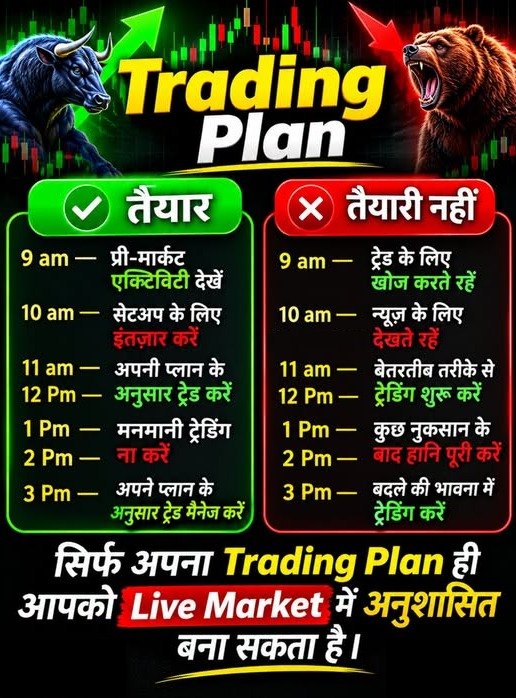 Trading
Plan
तैयार
9 am — प्री-मार्केट
एक्टिविटी देखें
10 am — सेटअप के लिए
इंतज़ार करें
11 am — अपनी प्लान के
12 Pm — अनुसार ट्रेड करें
1 Pm — मनमानी ट्रेडिंग
2 Pm — ना करें
3 Pm — अपने प्लान के
अनुसार ट्रेड मैनेज करें
तैयारी नहीं
9 am — ट्रेड के लिए
खोज करते रहें
10 am — न्यूज़ के लिए
देखते रहें
11 am — बेतरतीब तरीके से
12 Pm — ट्रेडिंग शुरू करें
1 Pm — कुछ नुकसान के
2 Pm — बाद हानि पूरी करें
3 Pm — बदले की भावना में
ट्रेडिंग करें
सिर्फ अपना Trading Plan ही
आपको Live Market में अनुशासित
बना सकता है।